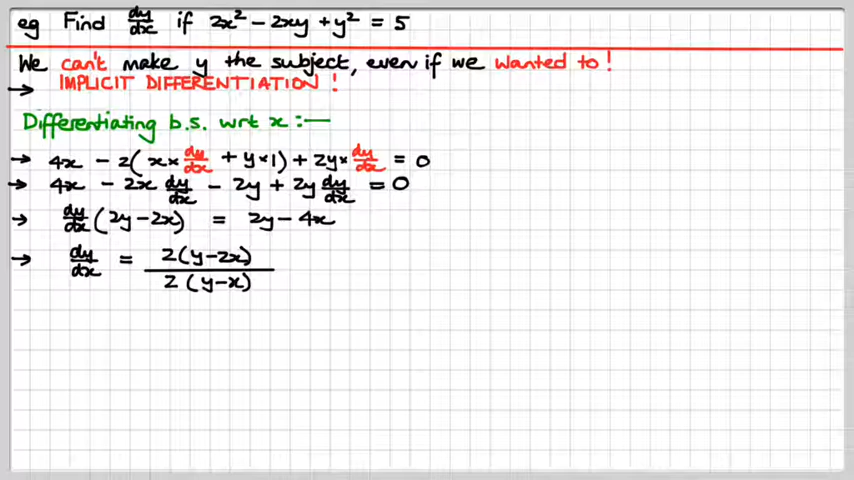 eg Find dy/dx if 2x² - 2xy + y² = 5
We can't make y the subject, even if we wanted to!
→ IMPLICIT DIFFERENTIATION!
Differentiating b.s. wrt x :—
→ 4x - 2(x × dy/dx + y × 1) + 2y × dy/dx = 0
→ 4x - 2x dy/dx - 2y + 2y dy/dx = 0
→ dy/dx (2y - 2x) = 2y - 4x
→ dy/dx = 2(y - 2x) / 2(y - x)